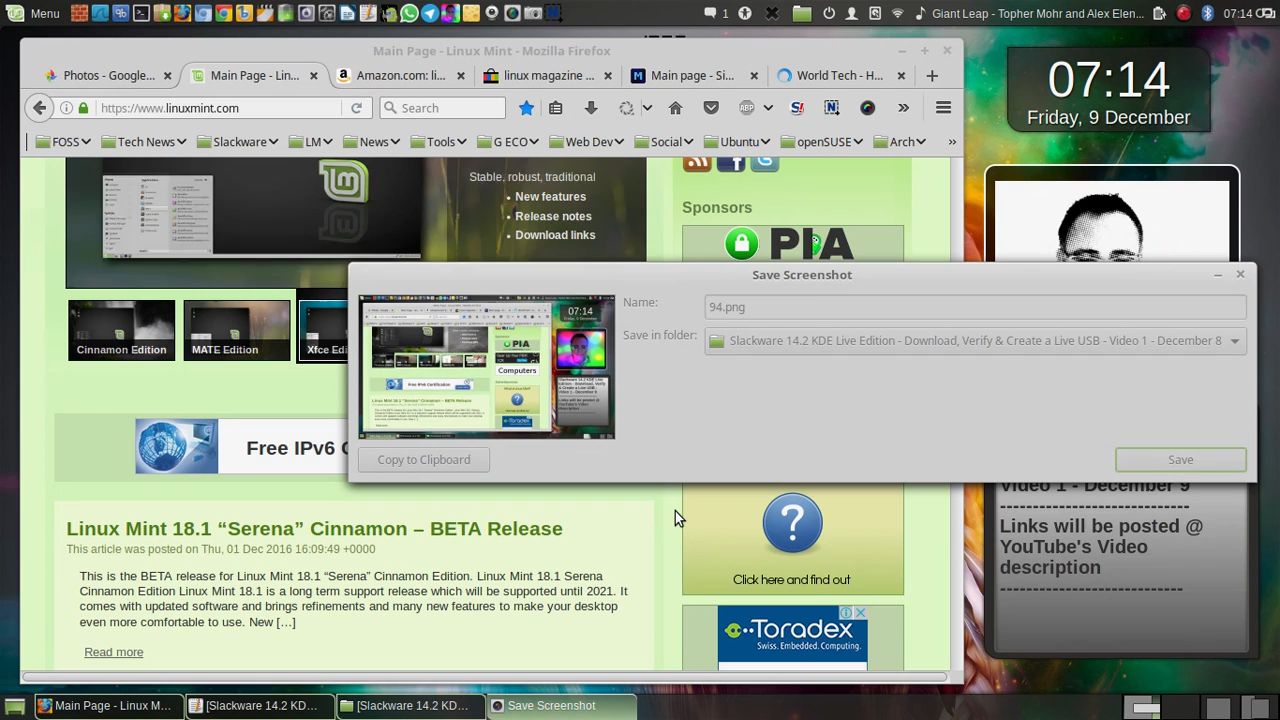 Menu
1
Giant Leap - Topher Mohr and Alex Elen...
07:14
Main Page - Linux Mint - Mozilla Firefox
Photos - Google...
Main Page - Lin...
Amazon.com: li...
linux magazine ...
Main page - Si...
World Tech - H...
https://www.linuxmint.com
Search
ABP
FOSS
Tech News
Slackware
LM
News
Tools
G ECO
Web Dev
Social
Ubuntu
openSUSE
Arch
07:14
Friday, 9 December
Stable, robust, traditional
• New features
• Release notes
• Download links
Sponsors
PIA
Cinnamon Edition
MATE Edition
Xfce Edi
Save Screenshot
Name:
94.png
Save in folder:
Slackware 14.2 KDE Live Edition - Download, Verify & Create a Live USB - Video 1 - December 8
07:14
PIA
Computers
Free IPv6 Certification
Toradex
Copy to Clipboard
Save
Free IPv6 C
Linux Mint 18.1 “Serena” Cinnamon – BETA Release
This article was posted on Thu, 01 Dec 2016 16:09:49 +0000
This is the BETA release for Linux Mint 18.1 “Serena” Cinnamon Edition. Linux Mint 18.1 Serena
Cinnamon Edition Linux Mint 18.1 is a long term support release which will be supported until 2021. It
comes with updated software and brings refinements and many new features to make your desktop
even more comfortable to use. New […]
Read more
?
Click here and find out
Toradex
Swiss. Embedded. Computing.
Video 1 - December 9
---------------------------
Links will be posted @
YouTube's Video
description
--------------------------
Main Page - Linux M...
[Slackware 14.2 KD...
[Slackware 14.2 KD...
Save Screenshot